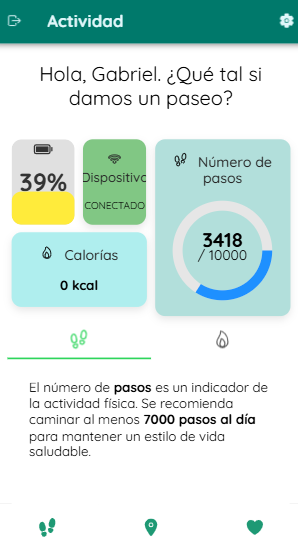 Actividad
Hola, Gabriel. ¿Qué tal si
damos un paseo?
39%
Dispositivo
CONECTADO
Número de
pasos
3418
/ 10000
Calorías
0 kcal
El número de pasos es un indicador de
la actividad física. Se recomienda
caminar al menos 7000 pasos al día
para mantener un estilo de vida
saludable.